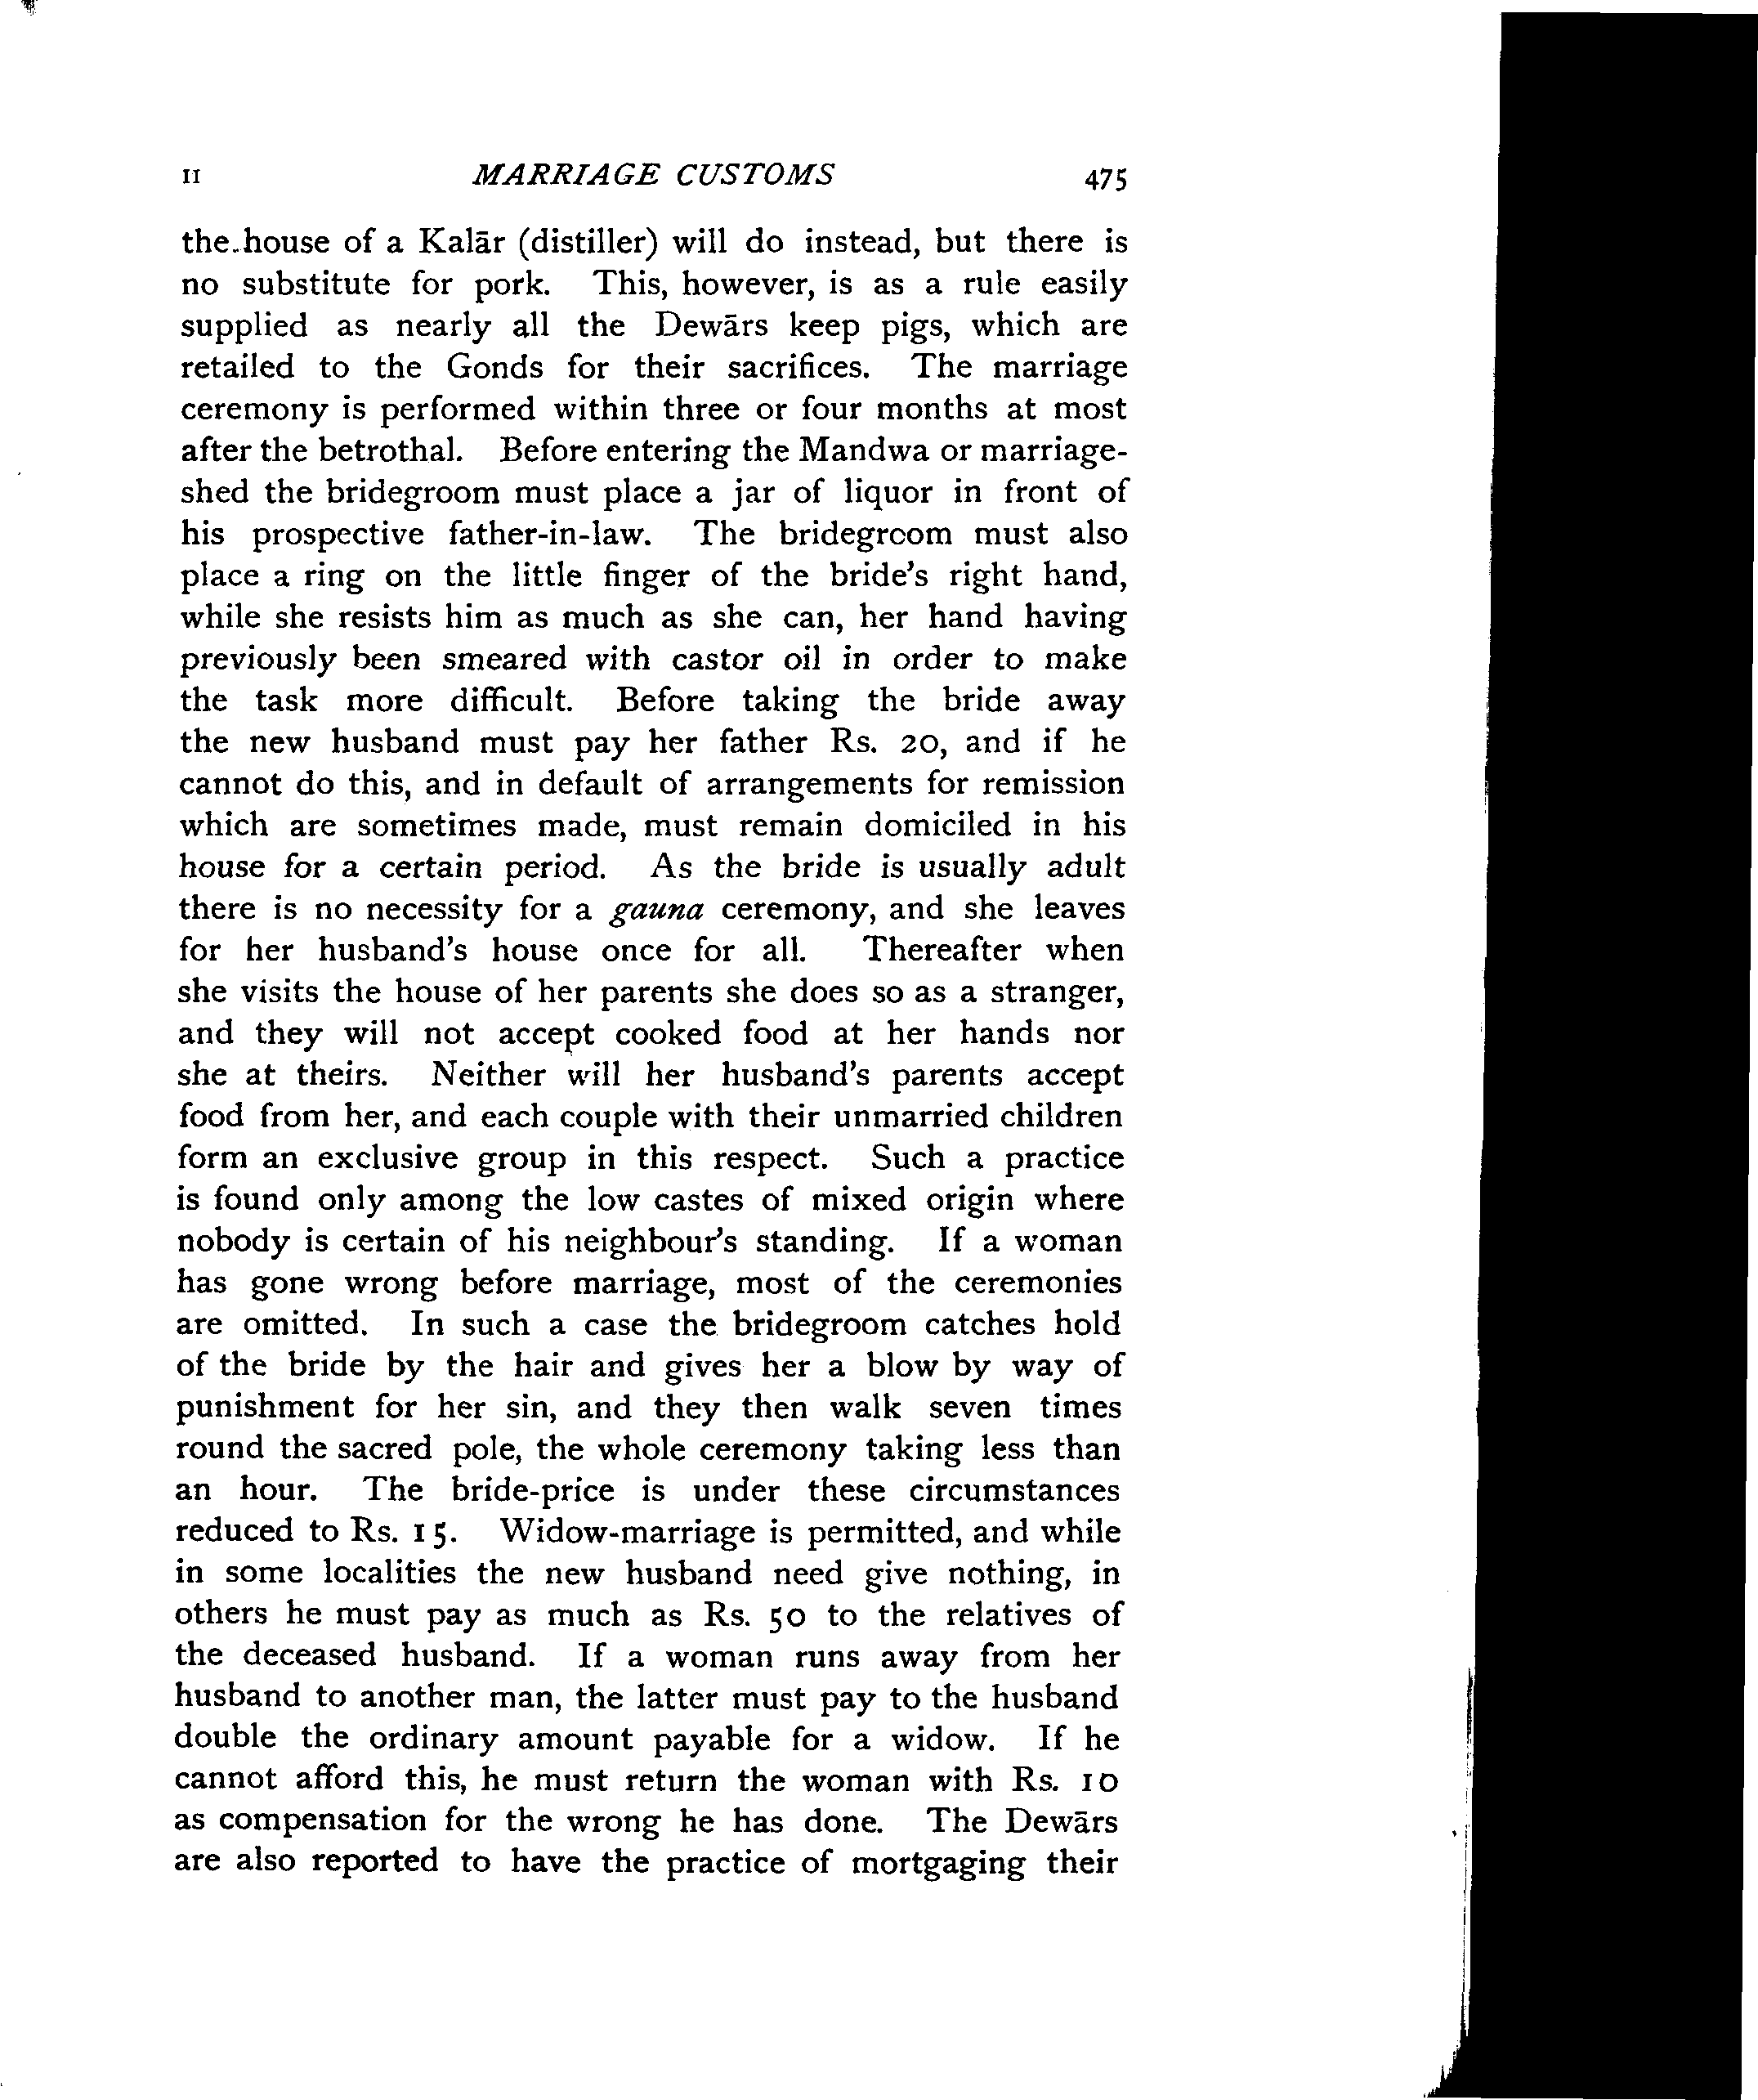 II MARRIAGE CUSTOMS 475
the house of a Kalār (distiller) will do instead, but there is
no substitute for pork. This, however, is as a rule easily
supplied as nearly all the Dewārs keep pigs, which are
retailed to the Gonds for their sacrifices. The marriage
ceremony is performed within three or four months at most
after the betrothal. Before entering the Mandwa or marriage-
shed the bridegroom must place a jar of liquor in front of
his prospective father-in-law. The bridegroom must also
place a ring on the little finger of the bride's right hand,
while she resists him as much as she can, her hand having
previously been smeared with castor oil in order to make
the task more difficult. Before taking the bride away
the new husband must pay her father Rs. 20, and if he
cannot do this, and in default of arrangements for remission
which are sometimes made, must remain domiciled in his
house for a certain period. As the bride is usually adult
there is no necessity for a gauna ceremony, and she leaves
for her husband's house once for all. Thereafter when
she visits the house of her parents she does so as a stranger,
and they will not accept cooked food at her hands nor
she at theirs. Neither will her husband's parents accept
food from her, and each couple with their unmarried children
form an exclusive group in this respect. Such a practice
is found only among the low castes of mixed origin where
nobody is certain of his neighbour's standing. If a woman
has gone wrong before marriage, most of the ceremonies
are omitted. In such a case the bridegroom catches hold
of the bride by the hair and gives her a blow by way of
punishment for her sin, and they then walk seven times
round the sacred pole, the whole ceremony taking less than
an hour. The bride-price is under these circumstances
reduced to Rs. 15. Widow-marriage is permitted, and while
in some localities the new husband need give nothing, in
others he must pay as much as Rs. 50 to the relatives of
the deceased husband. If a woman runs away from her
husband to another man, the latter must pay to the husband
double the ordinary amount payable for a widow. If he
cannot afford this, he must return the woman with Rs. 10
as compensation for the wrong he has done. The Dewārs
are also reported to have the practice of mortgaging their